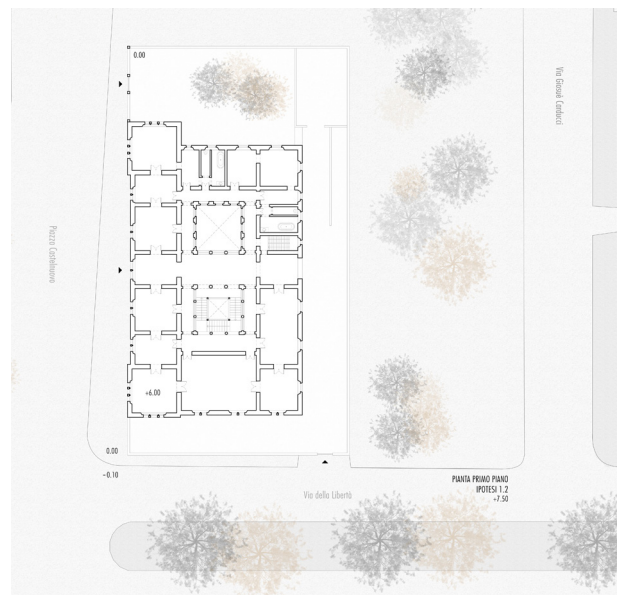 0.00
Via Giosuè Carducci
Piazza Castelnuovo
+6.00
0.00
−0.10
PIANTA PRIMO PIANO
IPOTESI 1.2
+7.50
Via della Libertà